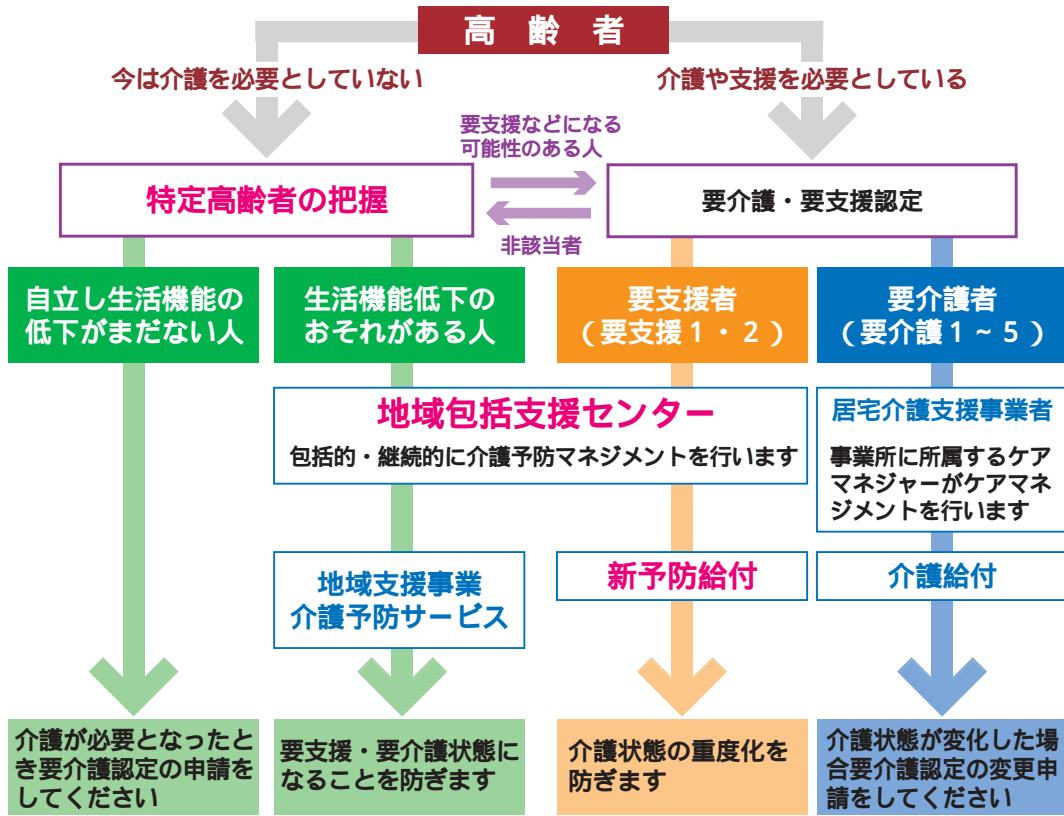 高齢者
今は介護を必要としていない
介護や支援を必要としている
要支援などになる
可能性のある人
特定高齢者の把握
要介護・要支援認定
非該当者
自立し生活機能の
低下がまだない人
生活機能低下の
おそれがある人
要支援者
（要支援１・２）
要介護者
（要介護１～５）
地域包括支援センター
包括的・継続的に介護予防マネジメントを行います
居宅介護支援事業者
事業所に所属するケア
マネジャーがケアマネ
ジメントを行います
地域支援事業
介護予防サービス
新予防給付
介護給付
介護が必要となったと
き要介護認定の申請を
してください
要支援・要介護状態に
なることを防ぎます
介護状態の重度化を
防ぎます
介護状態が変化した場
合要介護認定の変更申
請をしてください